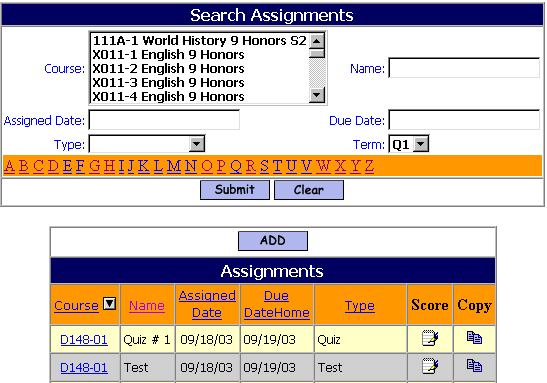 Search Assignments
111A-1 World History 9 Honors S2
X011-1 English 9 Honors
Course: X011-2 English 9 Honors Name:
X011-3 English 9 Honors
X011-4 English 9 Honors
Assigned Date: Due Date:
Type: Term: Q1
A B C D E F G H I J K L M N O P Q R S T U V W X Y Z
Submit Clear
ADD
Assignments
Course Name Assigned Date Due DateHome Type Score Copy
D148-01 Quiz # 1 09/18/03 09/19/03 Quiz
D148-01 Test 09/18/03 09/19/03 Test